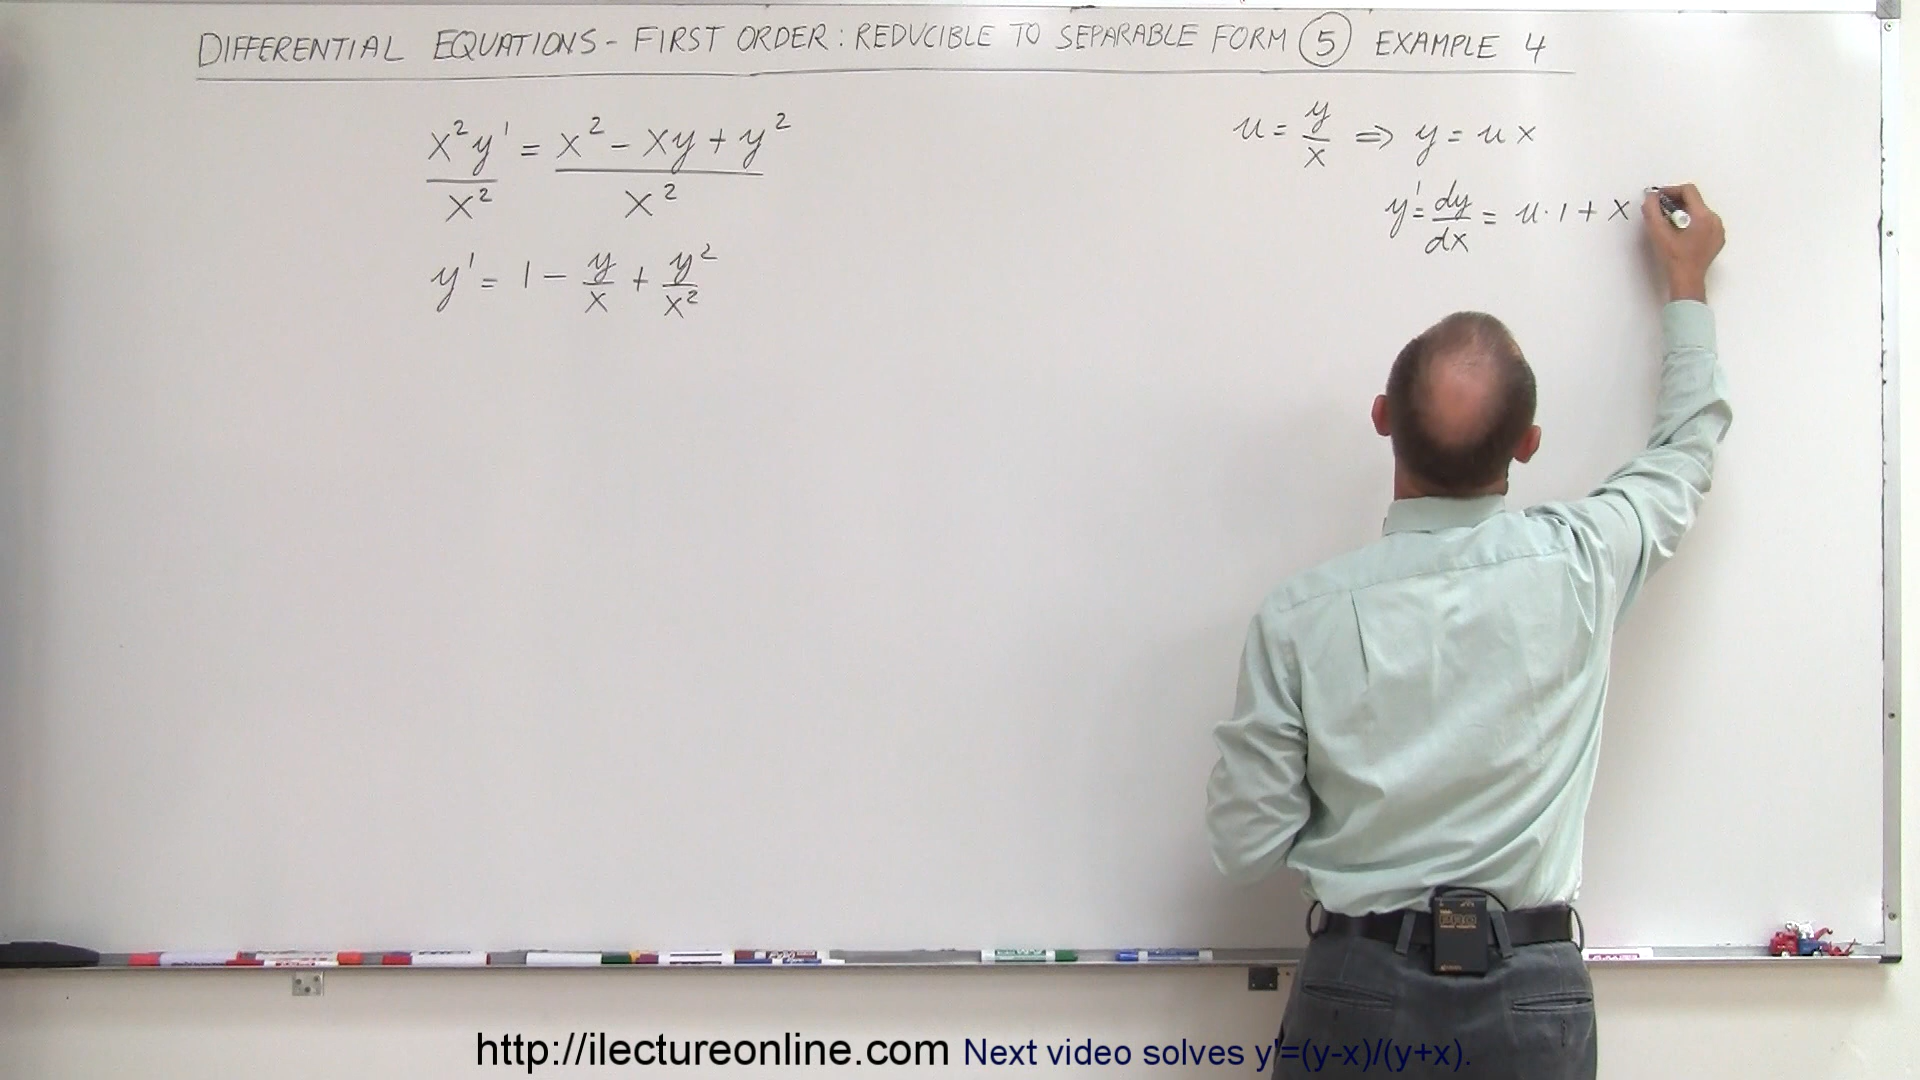 DIFFERENTIAL EQUATIONS - FIRST ORDER: REDUCIBLE TO SEPARABLE FORM ⑤ EXAMPLE 4
x²y'/x² = (x² - xy + y²)/x²
y' = 1 - y/x + y²/x²
u = y/x ⇒ y = u x
y' = dy/dx = u·1 + x
http://ilectureonline.com Next video solves y'=(y-x)/(y+x).